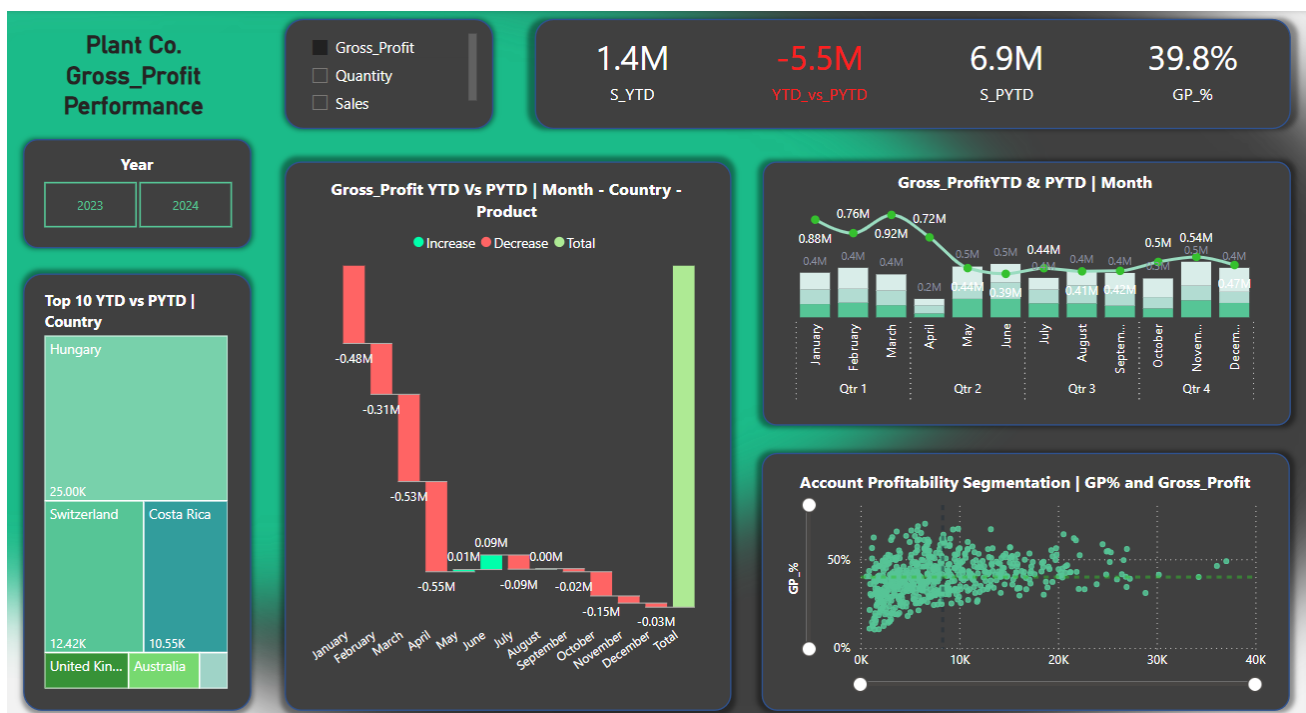 Plant Co.
Gross_Profit
Performance
Gross_Profit
Quantity
Sales
1.4M
S_YTD
-5.5M
YTD_vs_PYTD
6.9M
S_PYTD
39.8%
GP_%
Year
2023
2024
Top 10 YTD vs PYTD |
Country
Hungary
25.00K
Switzerland
12.42K
Costa Rica
10.55K
United Kin...
Australia
Gross_Profit YTD Vs PYTD | Month - Country -
Product
Increase
Decrease
Total
-0.48M
-0.31M
-0.53M
-0.55M
0.01M
0.09M
-0.09M
0.00M
-0.02M
-0.15M
-0.03M
January
February
March
April
May
June
July
August
September
October
November
December
Total
Gross_ProfitYTD & PYTD | Month
0.88M
0.76M
0.92M
0.72M
0.44M
0.39M
0.44M
0.41M
0.42M
0.5M
0.54M
0.47M
0.4M
0.4M
0.4M
0.2M
0.5M
0.5M
0.4M
0.4M
0.4M
0.5M
0.4M
January
February
March
April
May
June
July
August
Septem...
October
Novem...
Decem...
Qtr 1
Qtr 2
Qtr 3
Qtr 4
Account Profitability Segmentation | GP% and Gross_Profit
GP_%
50%
0%
0K
10K
20K
30K
40K